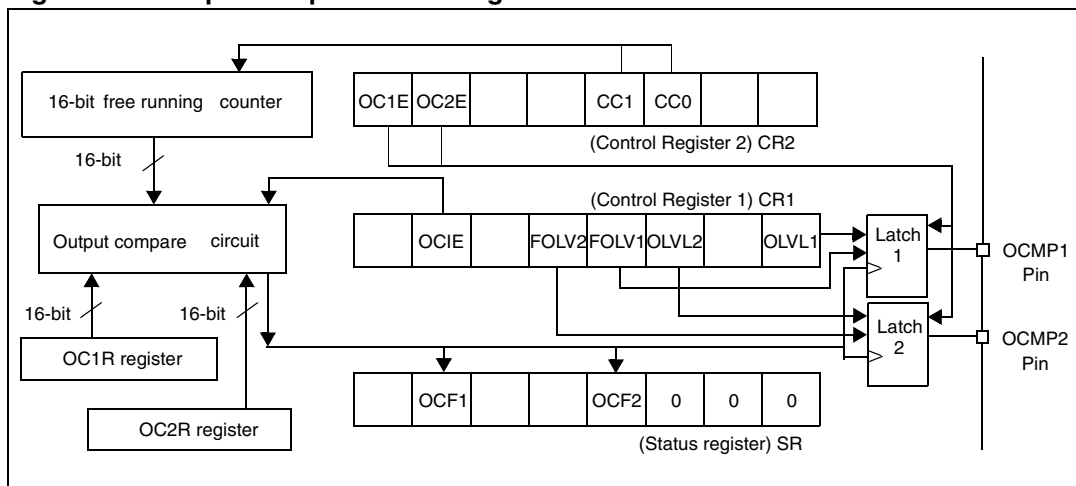 16-bit free running counter
OC1E OC2E CC1 CC0
(Control Register 2) CR2
16-bit
(Control Register 1) CR1
Output compare circuit
OCIE FOLV2 FOLV1 OLVL2 OLVL1
Latch
1
OCMP1
Pin
16-bit 16-bit
OC1R register
Latch
2
OCMP2
Pin
OCF1 OCF2 0 0 0
OC2R register
(Status register) SR